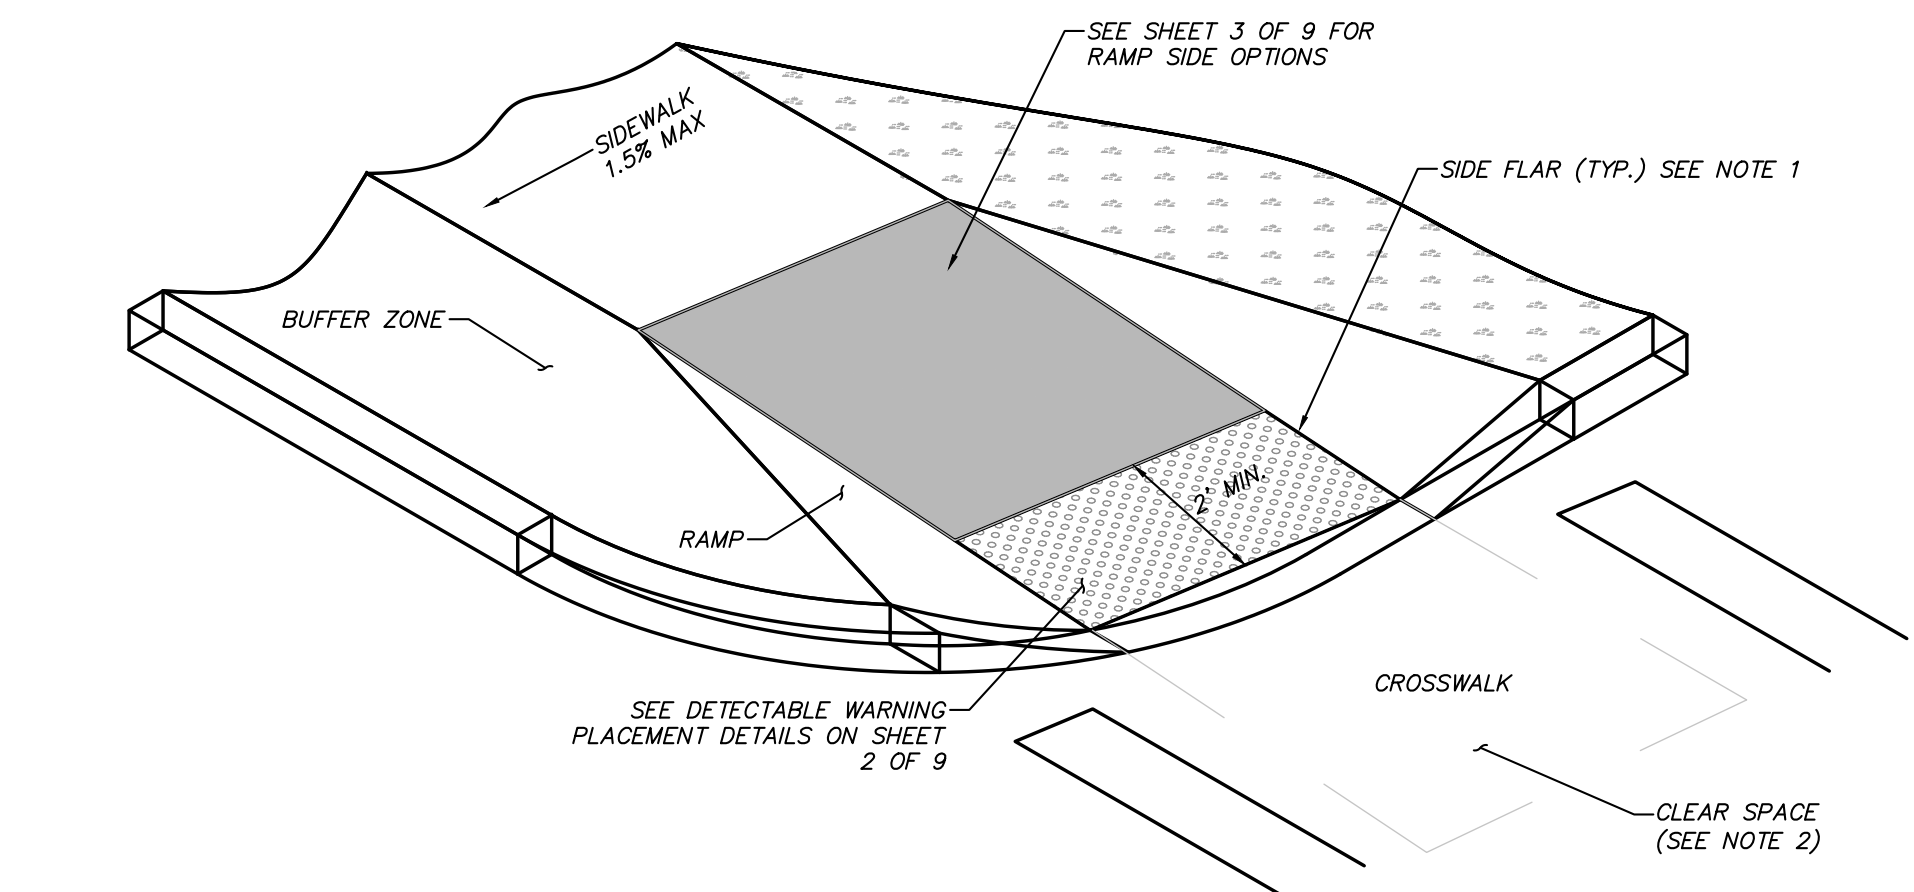 SEE SHEET 3 OF 9 FOR
RAMP SIDE OPTIONS
SIDEWALK
1.5% MAX
SIDE FLAR (TYP.) SEE NOTE 1
BUFFER ZONE
2' MIN.
RAMP
SEE DETECTABLE WARNING
PLACEMENT DETAILS ON SHEET
2 OF 9
CROSSWALK
CLEAR SPACE
(SEE NOTE 2)